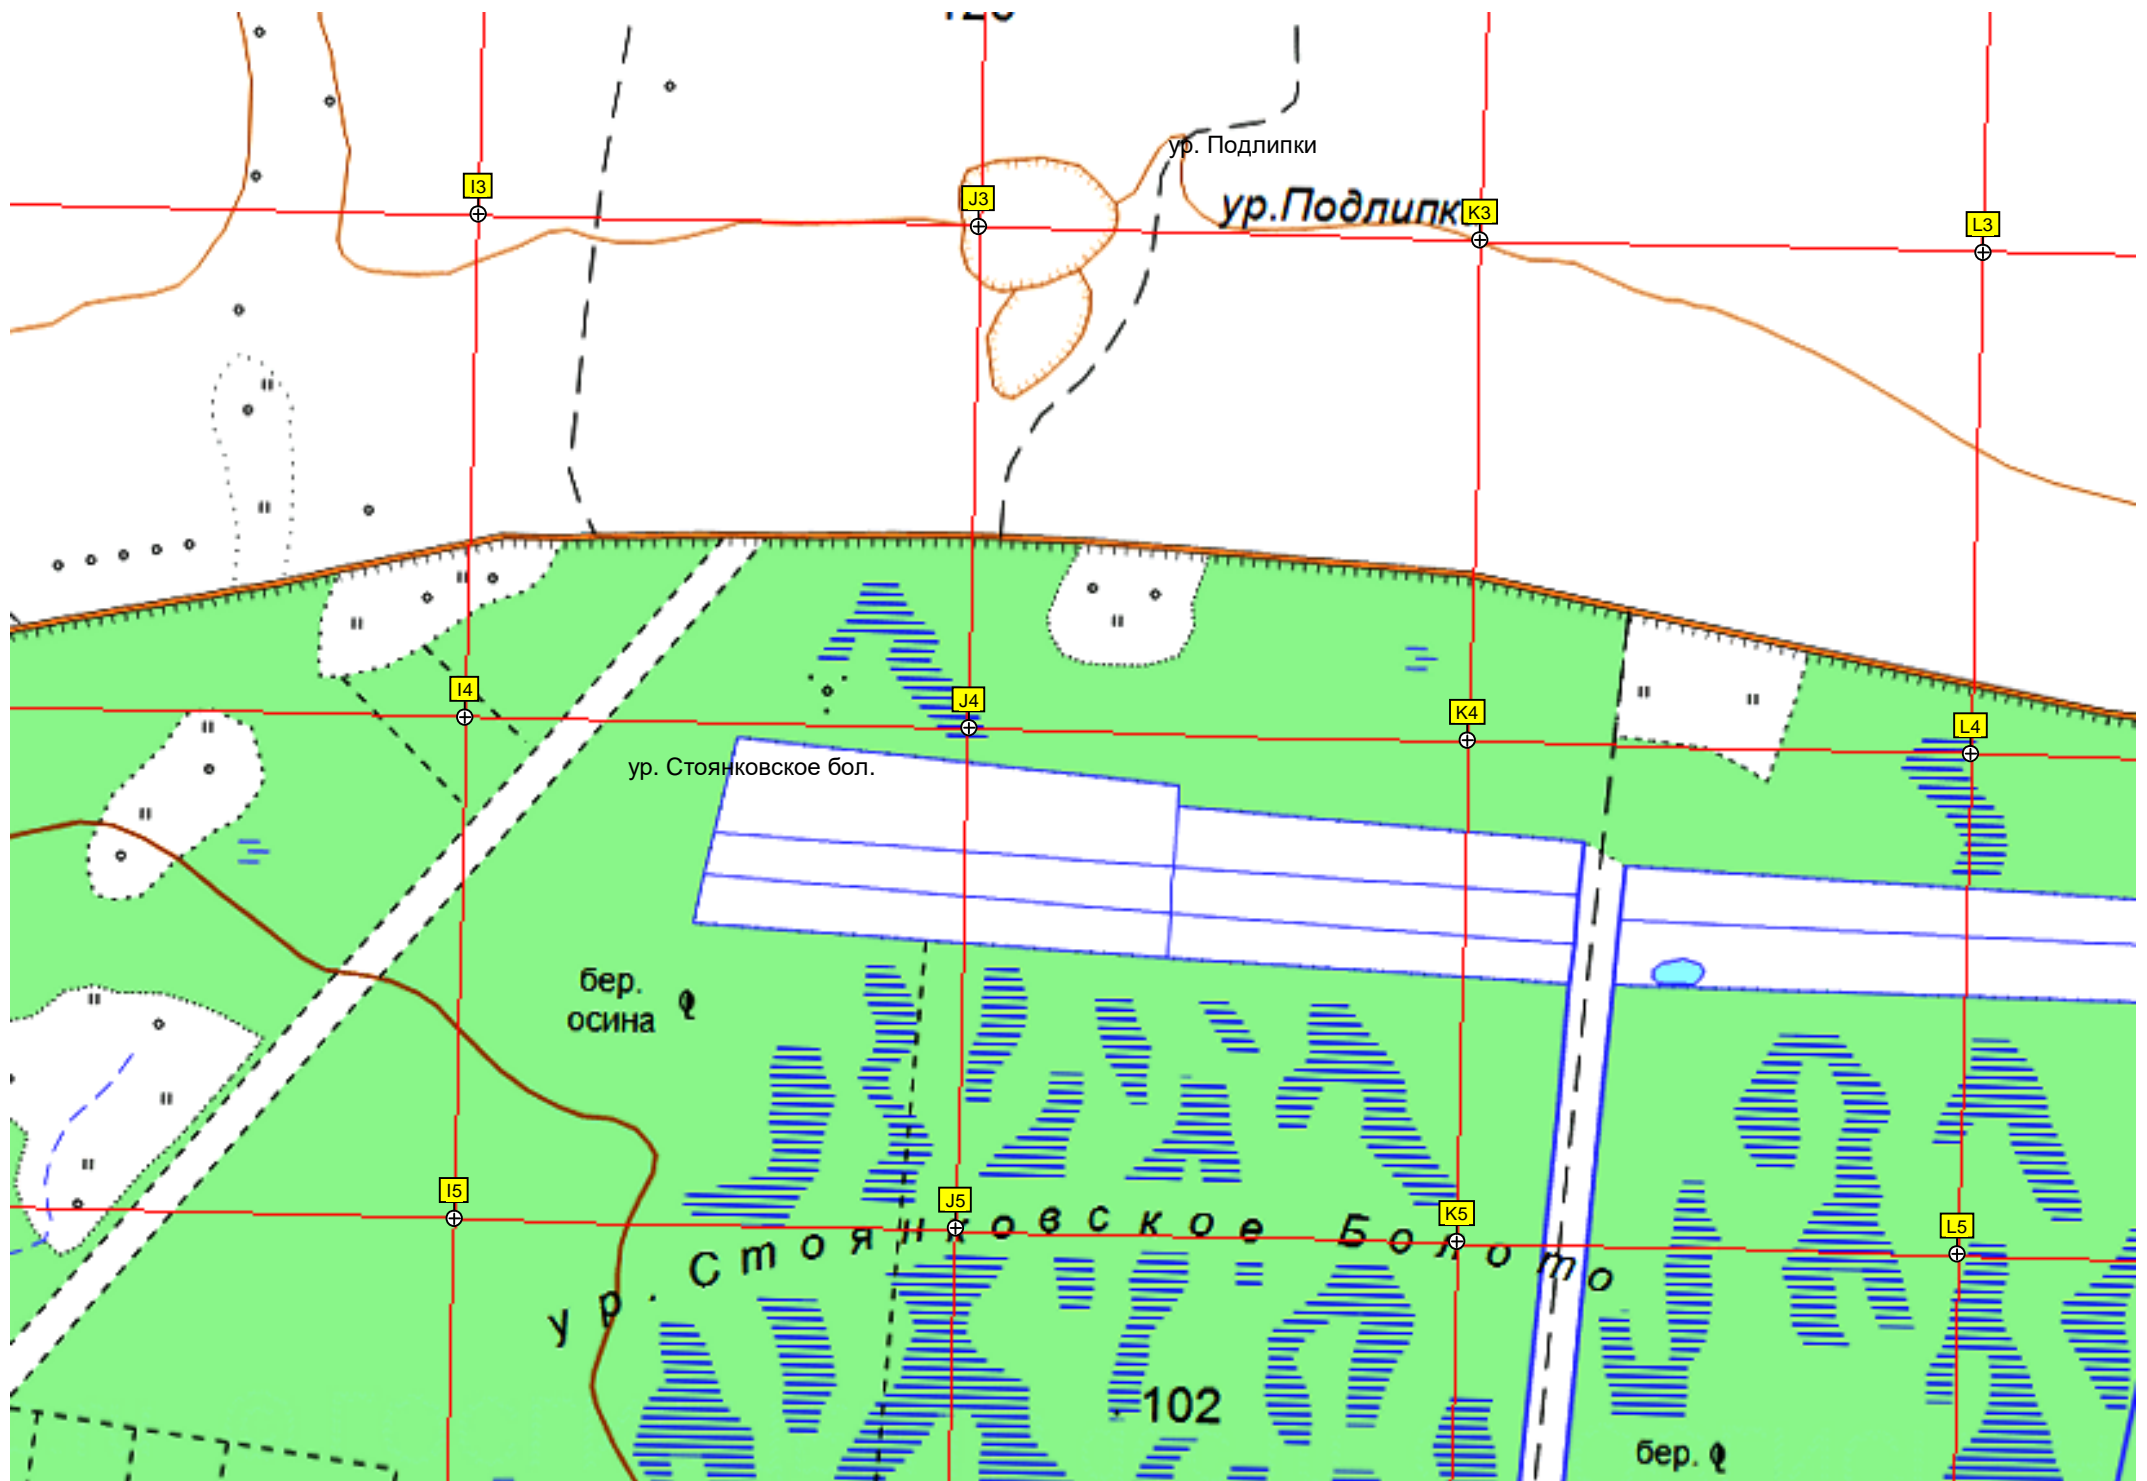 I3
J3
K3
L3
ур. Подлипки
ур.Подлипк
I4
J4
K4
L4
ур. Стоянковское бол.
бер.
осина
I5
J5
K5
L5
ур. Стоянковское Болото
102
бер.